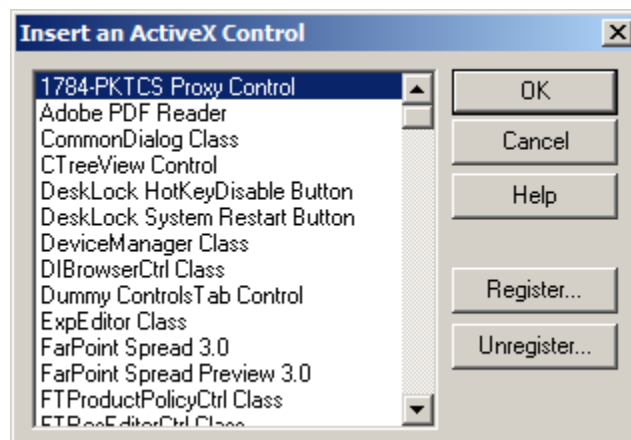 Insert an ActiveX Control
1784-PKTCS Proxy Control
Adobe PDF Reader
CommonDialog Class
CTreeView Control
DeskLock HotKeyDisable Button
DeskLock System Restart Button
DeviceManager Class
DIBrowserCtrl Class
Dummy ControlsTab Control
ExpEditor Class
FarPoint Spread 3.0
FarPoint Spread Preview 3.0
FTProductPolicyCtrl Class
OK
Cancel
Help
Register...
Unregister...